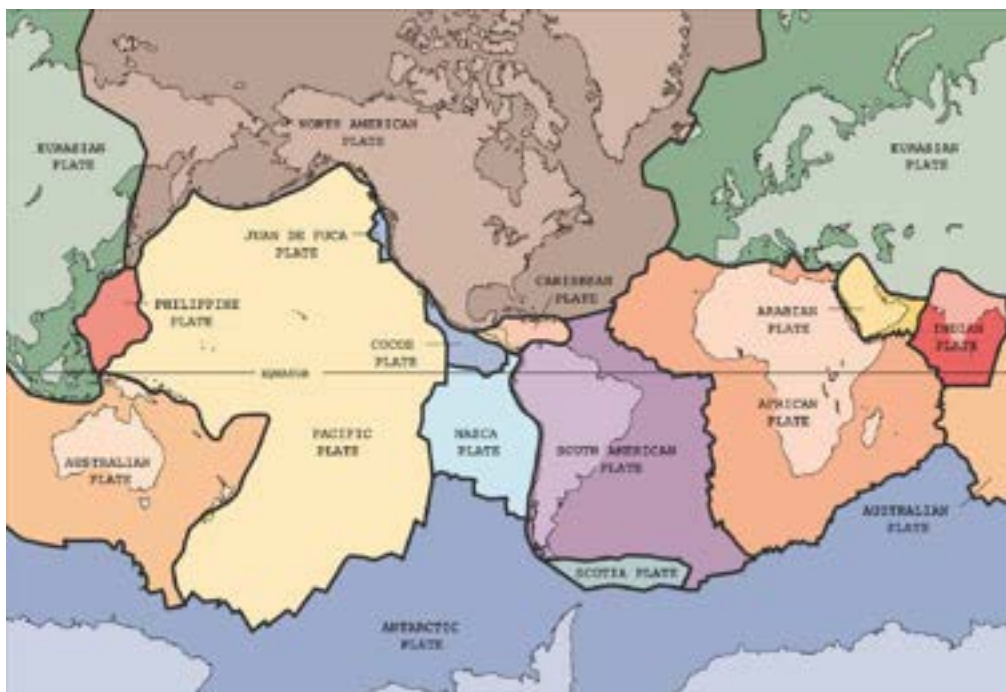 NORTH AMERICAN
PLATE
EURASIAN
PLATE
EURASIAN
PLATE
JUAN DE FUCA
PLATE
CARIBBEAN
PLATE
PHILIPPINE
PLATE
ARABIAN
PLATE
INDIAN
PLATE
COCOS
PLATE
EQUATOR
AFRICAN
PLATE
PACIFIC
PLATE
NAZCA
PLATE
SOUTH AMERICAN
PLATE
AUSTRALIAN
PLATE
AUSTRALIAN
PLATE
SCOTIA PLATE
ANTARCTIC
PLATE